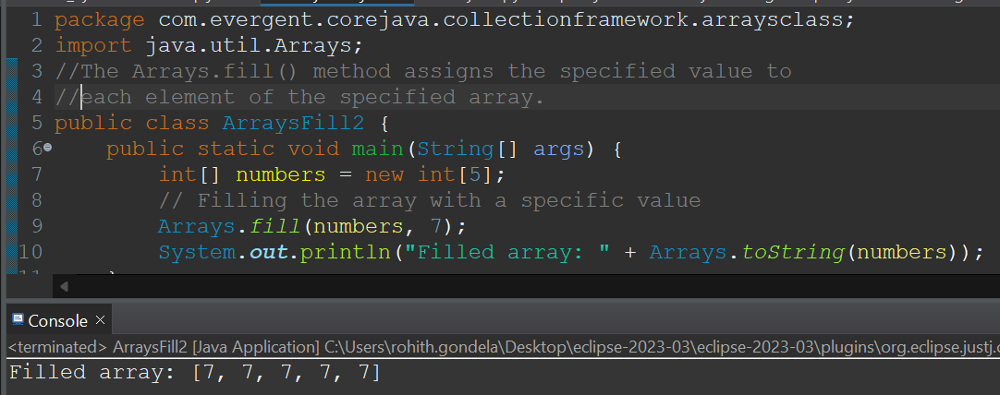 1 package com.evergent.corejava.collectionframework.arraysclass;
2 import java.util.Arrays;
3 //The Arrays.fill() method assigns the specified value to
4 //each element of the specified array.
5 public class ArraysFill2 {
6 public static void main(String[] args) {
7 int[] numbers = new int[5];
8 // Filling the array with a specific value
9 Arrays.fill(numbers, 7);
10 System.out.println("Filled array: " + Arrays.toString(numbers));
Console ×
<terminated> ArraysFill2 [Java Application] C:\Users\rohith.gondela\Desktop\eclipse-2023-03\eclipse-2023-03\plugins\org.eclipse.justj.
Filled array: [7, 7, 7, 7, 7]